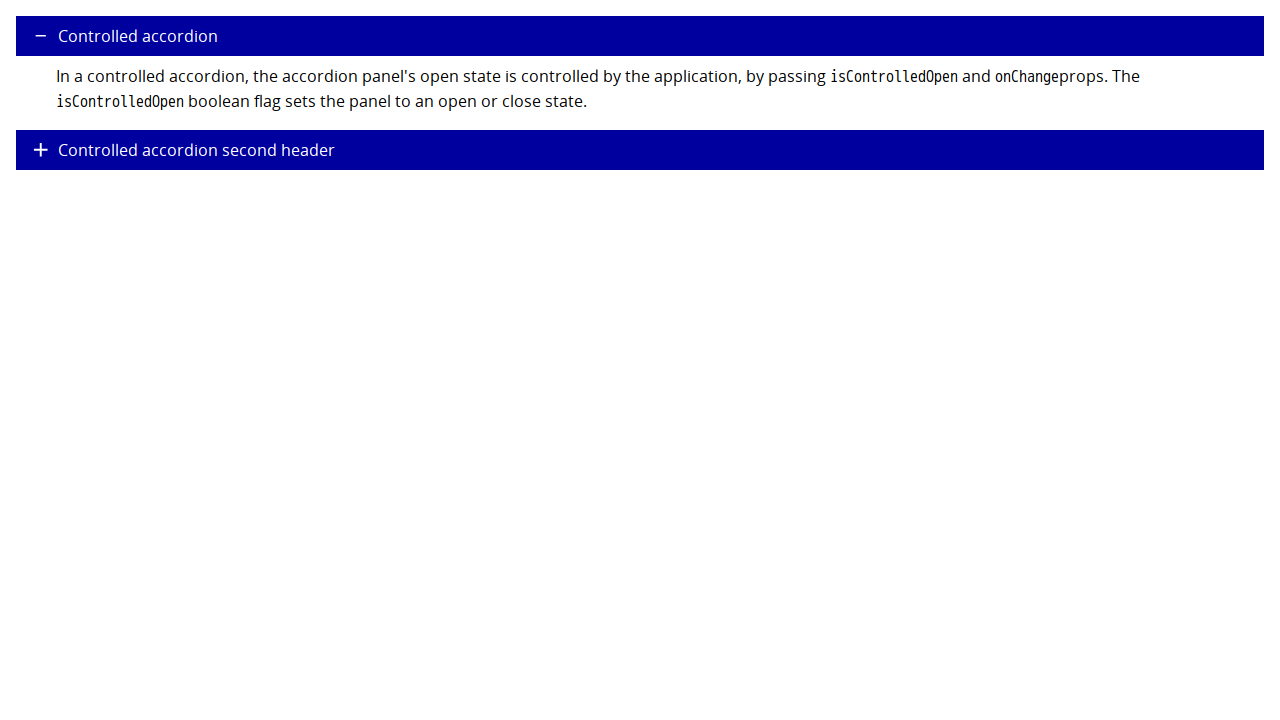 Controlled accordion
In a controlled accordion, the accordion panel's open state is controlled by the application, by passing isControlledOpen and onChangeprops. The
isControlledOpen boolean flag sets the panel to an open or close state.
Controlled accordion second header